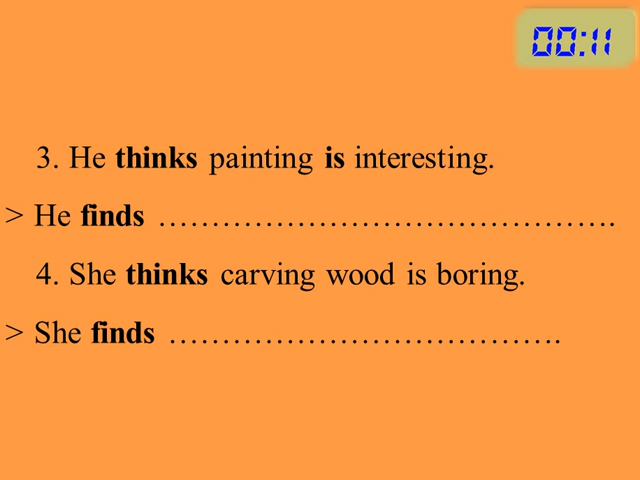 00:11
3. He thinks painting is interesting.
> He finds ……………………………………….
4. She thinks carving wood is boring.
> She finds ……………………………….